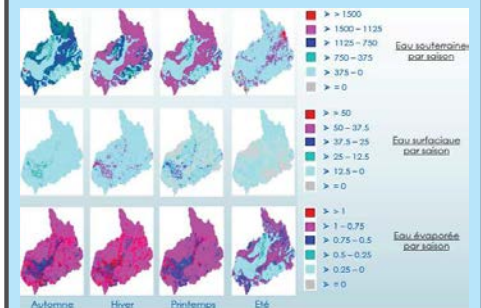 ➤ > 1500
➤ 1500 – 1125
➤ 1125 – 750
➤ 750 – 375
➤ 375 – 0
➤ = 0
Eau souterraine
par saison
➤ > 50
➤ 50 – 37.5
➤ 37.5 – 25
➤ 25 – 12.5
➤ 12.5 – 0
➤ = 0
Eau surfacique
par saison
➤ > 1
➤ 1 – 0.75
➤ 0.75 – 0.5
➤ 0.5 – 0.25
➤ 0.25 – 0
➤ = 0
Eau évaporée
par saison
Automne Hiver Printemps Eté